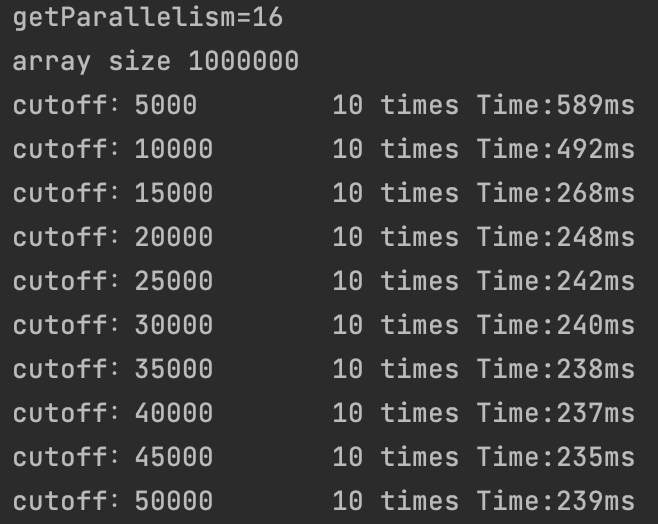 getParallelism=16
array size 1000000
cutoff: 5000 10 times Time:589ms
cutoff: 10000 10 times Time:492ms
cutoff: 15000 10 times Time:268ms
cutoff: 20000 10 times Time:248ms
cutoff: 25000 10 times Time:242ms
cutoff: 30000 10 times Time:240ms
cutoff: 35000 10 times Time:238ms
cutoff: 40000 10 times Time:237ms
cutoff: 45000 10 times Time:235ms
cutoff: 50000 10 times Time:239ms